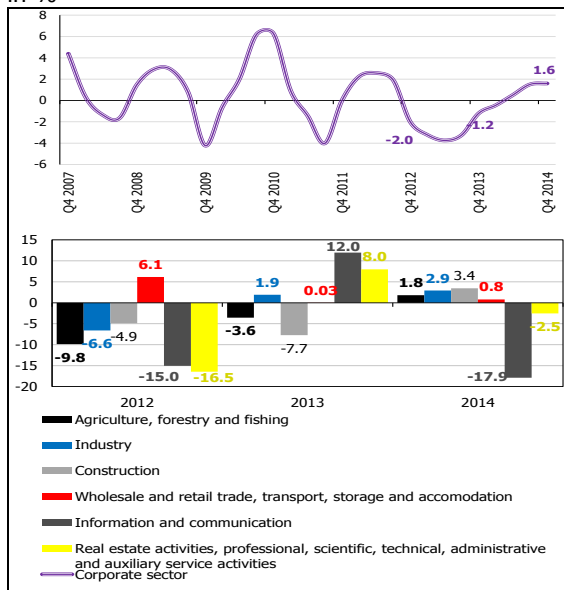 8
6
4
2
0
-2
-4
-6
1.6
-2.0
-1.2
Q4 2007
Q4 2008
Q4 2009
Q4 2010
Q4 2011
Q4 2012
Q4 2013
Q4 2014
15
10
5
0
-5
-10
-15
-20
-9.8
-6.6
-4.9
6.1
-15.0
-16.5
-3.6
1.9
-7.7
0.03
12.0
8.0
1.8
2.9
3.4
0.8
-17.9
-2.5
2012
2013
2014
Agriculture, forestry and fishing
Industry
Construction
Wholesale and retail trade, transport, storage and accomodation
Information and communication
Real estate activities, professional, scientific, technical, administrative
and auxiliary service activities
Corporate sector